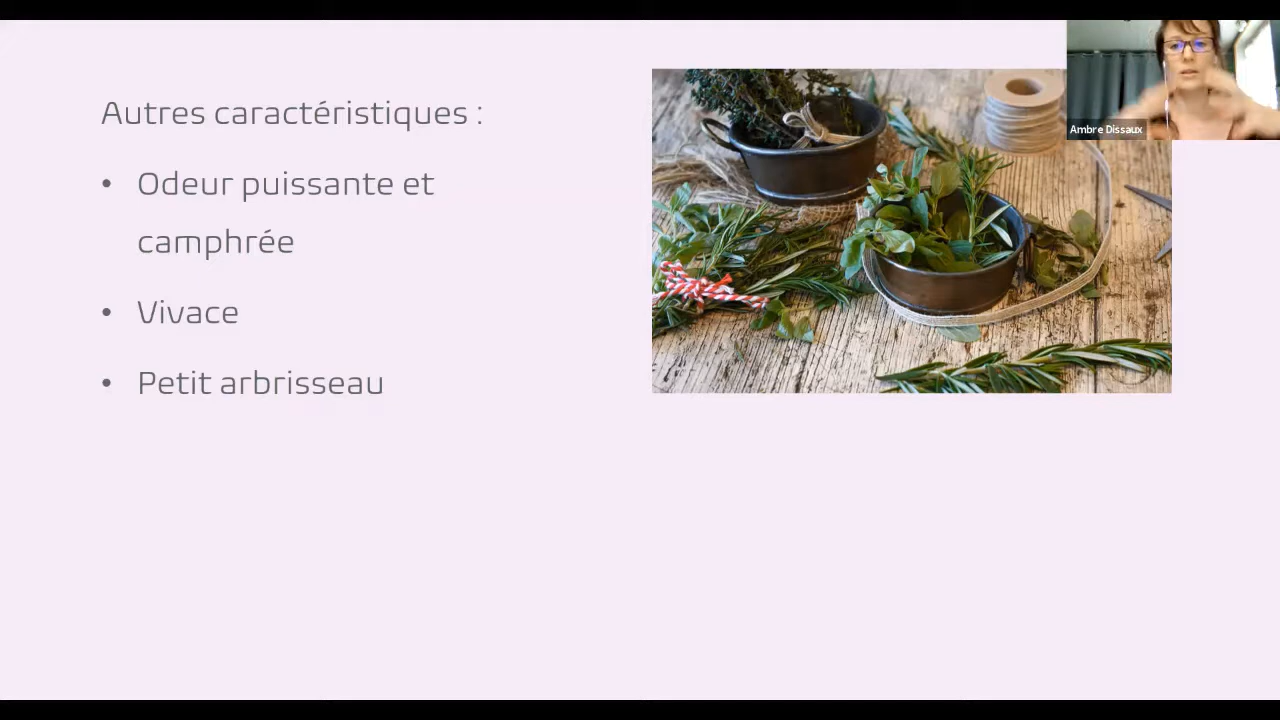 Autres caractéristiques :
• Odeur puissante et
camphrée
• Vivace
• Petit arbrisseau
Ambre Dissaux